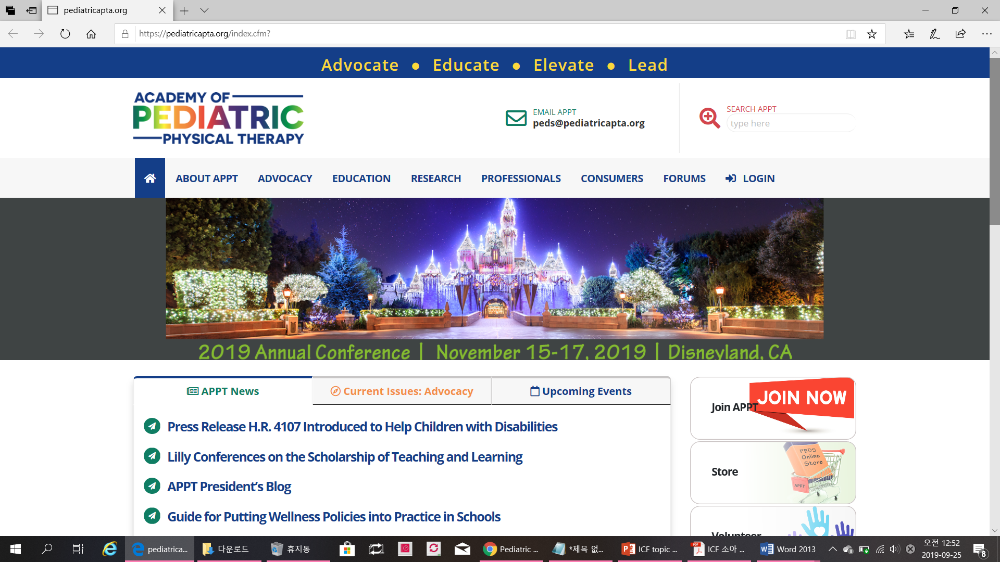 pediatricapta.org
https://pediatricapta.org/index.cfm?
Advocate ● Educate ● Elevate ● Lead
ACADEMY OF
PEDIATRIC
PHYSICAL THERAPY
EMAIL APPT
peds@pediatricapta.org
SEARCH APPT
type here
ABOUT APPT ADVOCACY EDUCATION RESEARCH PROFESSIONALS CONSUMERS FORUMS LOGIN
2019 Annual Conference | November 15-17, 2019 | Disneyland, CA
APPT News Current Issues: Advocacy Upcoming Events
Press Release H.R. 4107 Introduced to Help Children with Disabilities
Lilly Conferences on the Scholarship of Teaching and Learning
APPT President’s Blog
Guide for Putting Wellness Policies into Practice in Schools
Join APPT
JOIN NOW
Store
PEDS
Online
Store
APPT
Volunteer
pediatrica...
다운로드
휴지통
Pediatric ...
*제목 없...
ICF topic ...
ICF 소아 ...
Word 2013
오전 12:52
2019-09-25
8